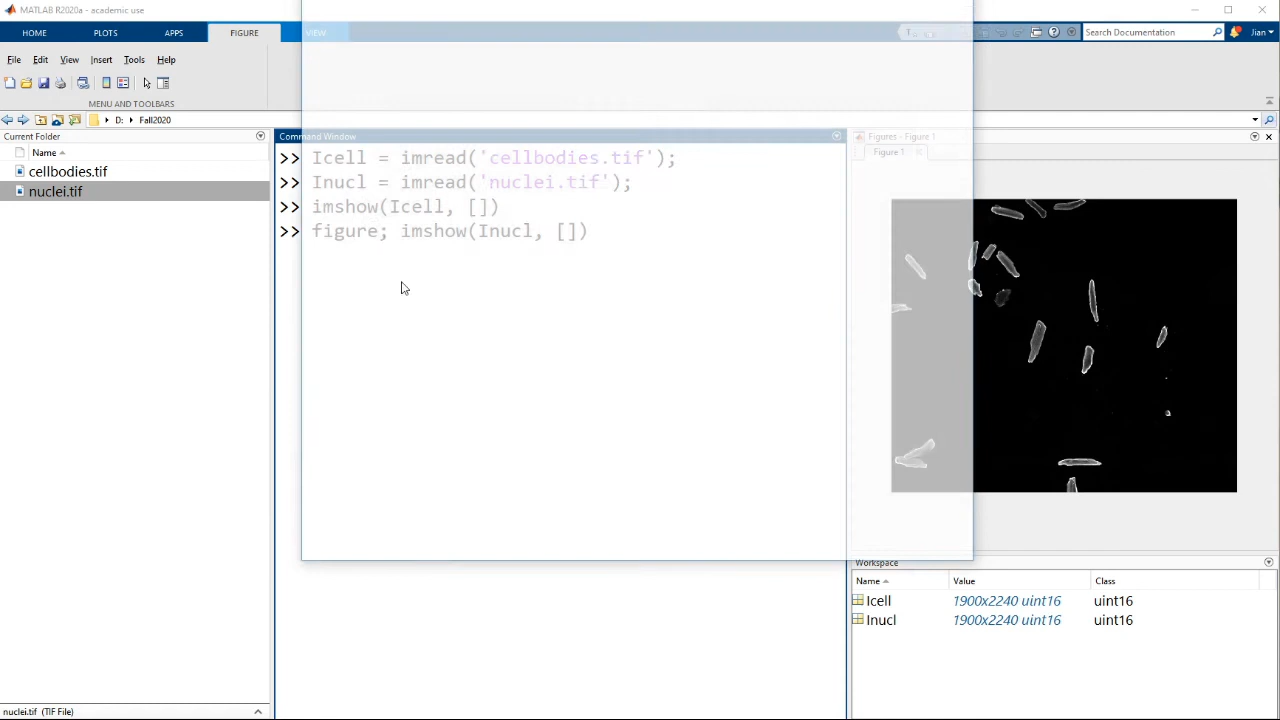 MATLAB R2020a - academic use
HOME PLOTS APPS FIGURE VIEW Search Documentation Jian
File Edit View Insert Tools Help
MENU AND TOOLBARS
D: Fall2020
Current Folder
Name
cellbodies.tif
nuclei.tif
Command Window
>> Icell = imread('cellbodies.tif');
>> Inucl = imread('nuclei.tif');
>> imshow(Icell, [])
>> figure; imshow(Inucl, [])
Figures - Figure 1
Figure 1
Workspace
Name Value Class
Icell 1900x2240 uint16 uint16
Inucl 1900x2240 uint16 uint16
nuclei.tif (TIF File)